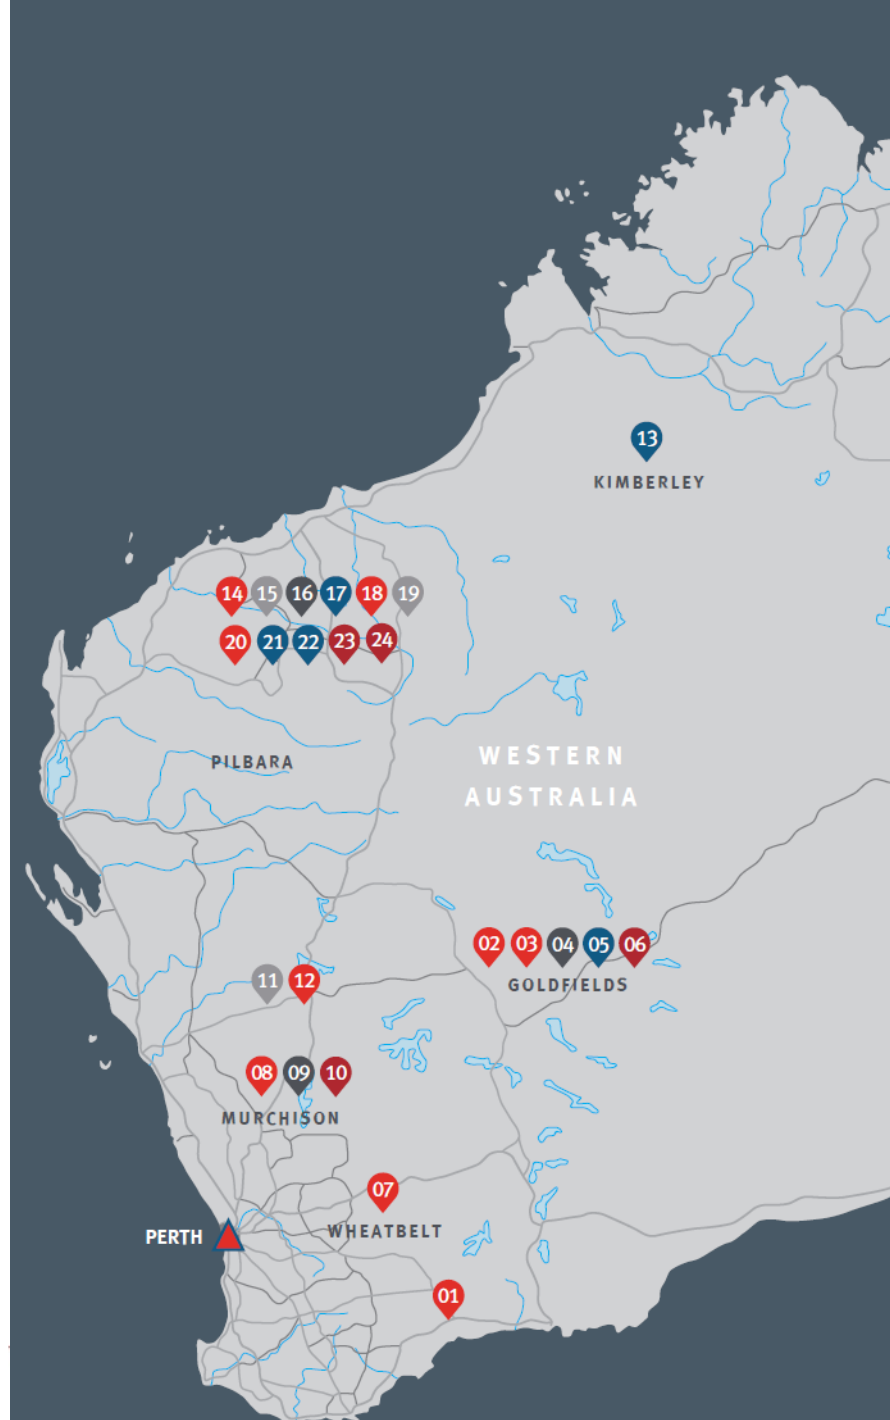 13
KIMBERLEY
14 15 16 17 18 19
20 21 22 23 24
PILBARA
WESTERN
AUSTRALIA
02 03 04 05 06
GOLDFIELDS
11 12
08 09 10
MURCHISON
07
WHEATBELT
PERTH
01